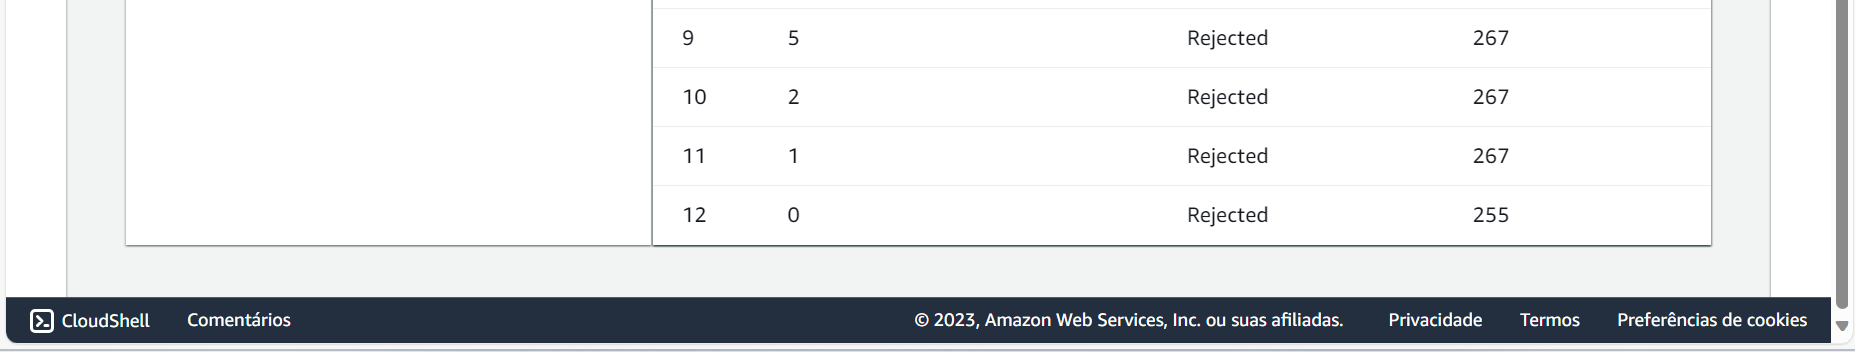 9 5 Rejected 267
10 2 Rejected 267
11 1 Rejected 267
12 0 Rejected 255
CloudShell Comentários © 2023, Amazon Web Services, Inc. ou suas afiliadas. Privacidade Termos Preferências de cookies